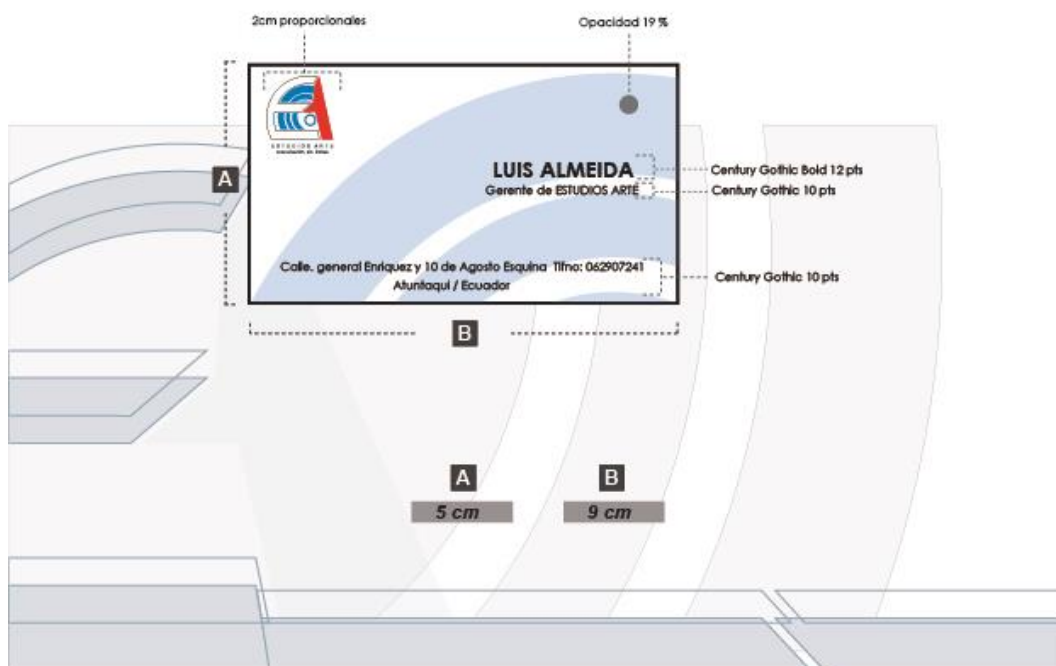 2cm proporcionales
Opacidad 19 %
ESTUDIOS ARTE
A
LUIS ALMEIDA
Century Gothic Bold 12 pts
Gerente de ESTUDIOS ARTE
Century Gothic 10 pts
Calle. general Enriquez y 10 de Agosto Esquina Tlfno: 062907241
Atuntaqui / Ecuador
Century Gothic 10 pts
B
A
B
5 cm
9 cm